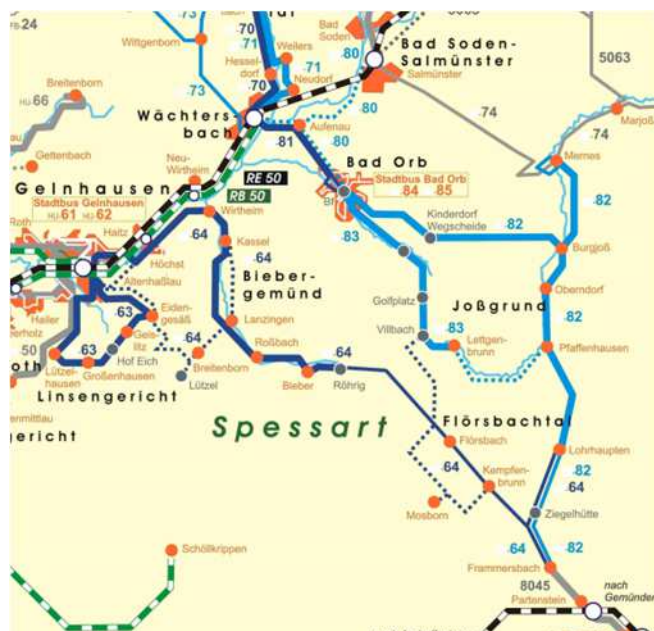 FB-24
73
70
71
tal
Bad
Soden
5063
Wittgenborn
Weilers
71
Hessel-
dorf
Neudorf
80
Bad Soden-
Salmünster
Salmünster
5063
Breitenborn
HU 66
73
70
Wächters-
bach
80
74
Marjoß
Aufenau
81
80
74
Gettenbach
Neu-
Wirtheim
RE 50
RB 50
Bad Orb
Stadtbus Bad Orb
84 85
Bf
Mernes
82
Gelnhausen
Stadtbus Gelnhausen
HU 61 HU 62
Roth
Haitz
Höchst
Wirtheim
64
64
Kassel
83
Kinderdorf
Wegscheide
82
Burgjoß
Altenhaßlau
Bieber-
gemünd
Golfplatz
Joßgrund
Oberndorf
Hailer
63
Eiden-
gesäß
Geis-
litz
Lanzingen
Villbach
83
Lettgen-
brunn
82
Pfaffenhausen
50
63
Hof Eich
64
Roßbach
64
Lützel-
hausen
Großenhausen
Breitenborn
Lützel
Bieber
Röhrig
Linsengericht
Spessart
Flörsbachtal
Flörsbach
Lohrhaupten
64
Kempfen-
brunn
82
64
Mosborn
Ziegelhütte
Schöllkrippen
64
82
Frammersbach
8045
nach
Gemünden
Partenstein